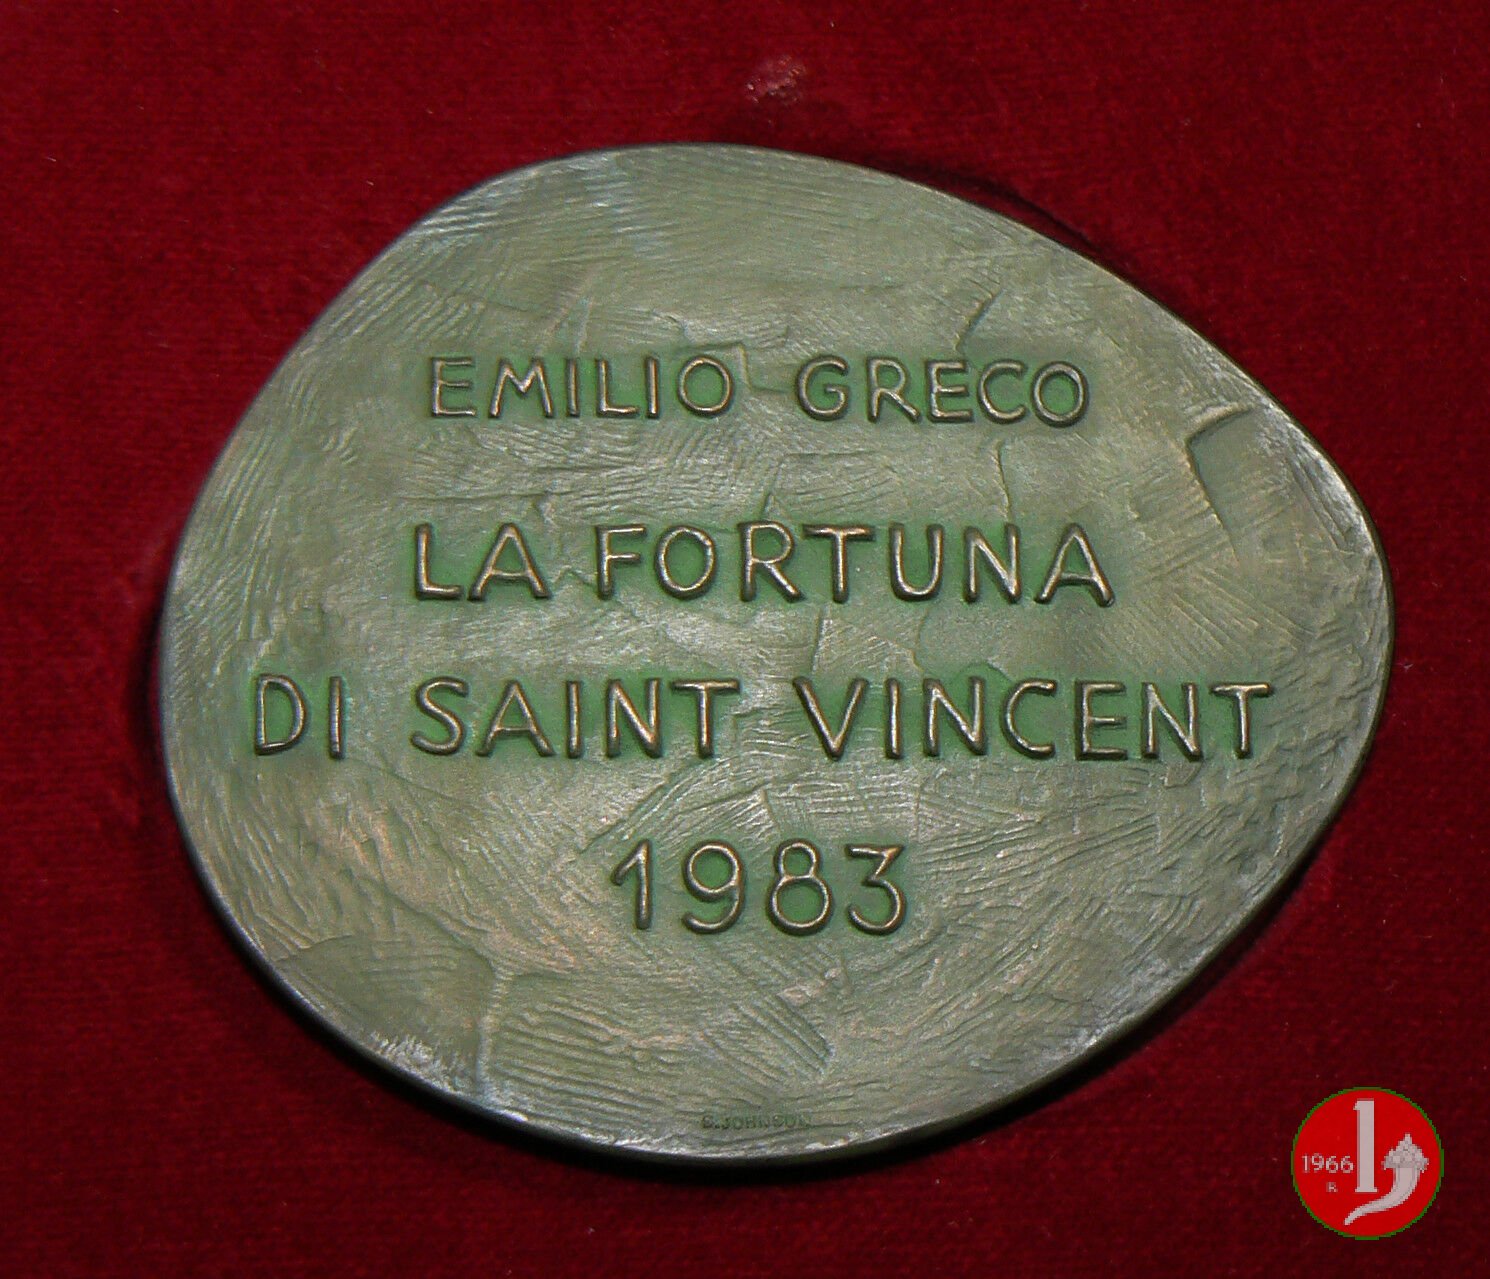 EMILIO GRECO
LA FORTUNA
DI SAINT VINCENT
1983
S.JOHNSON
1966
R